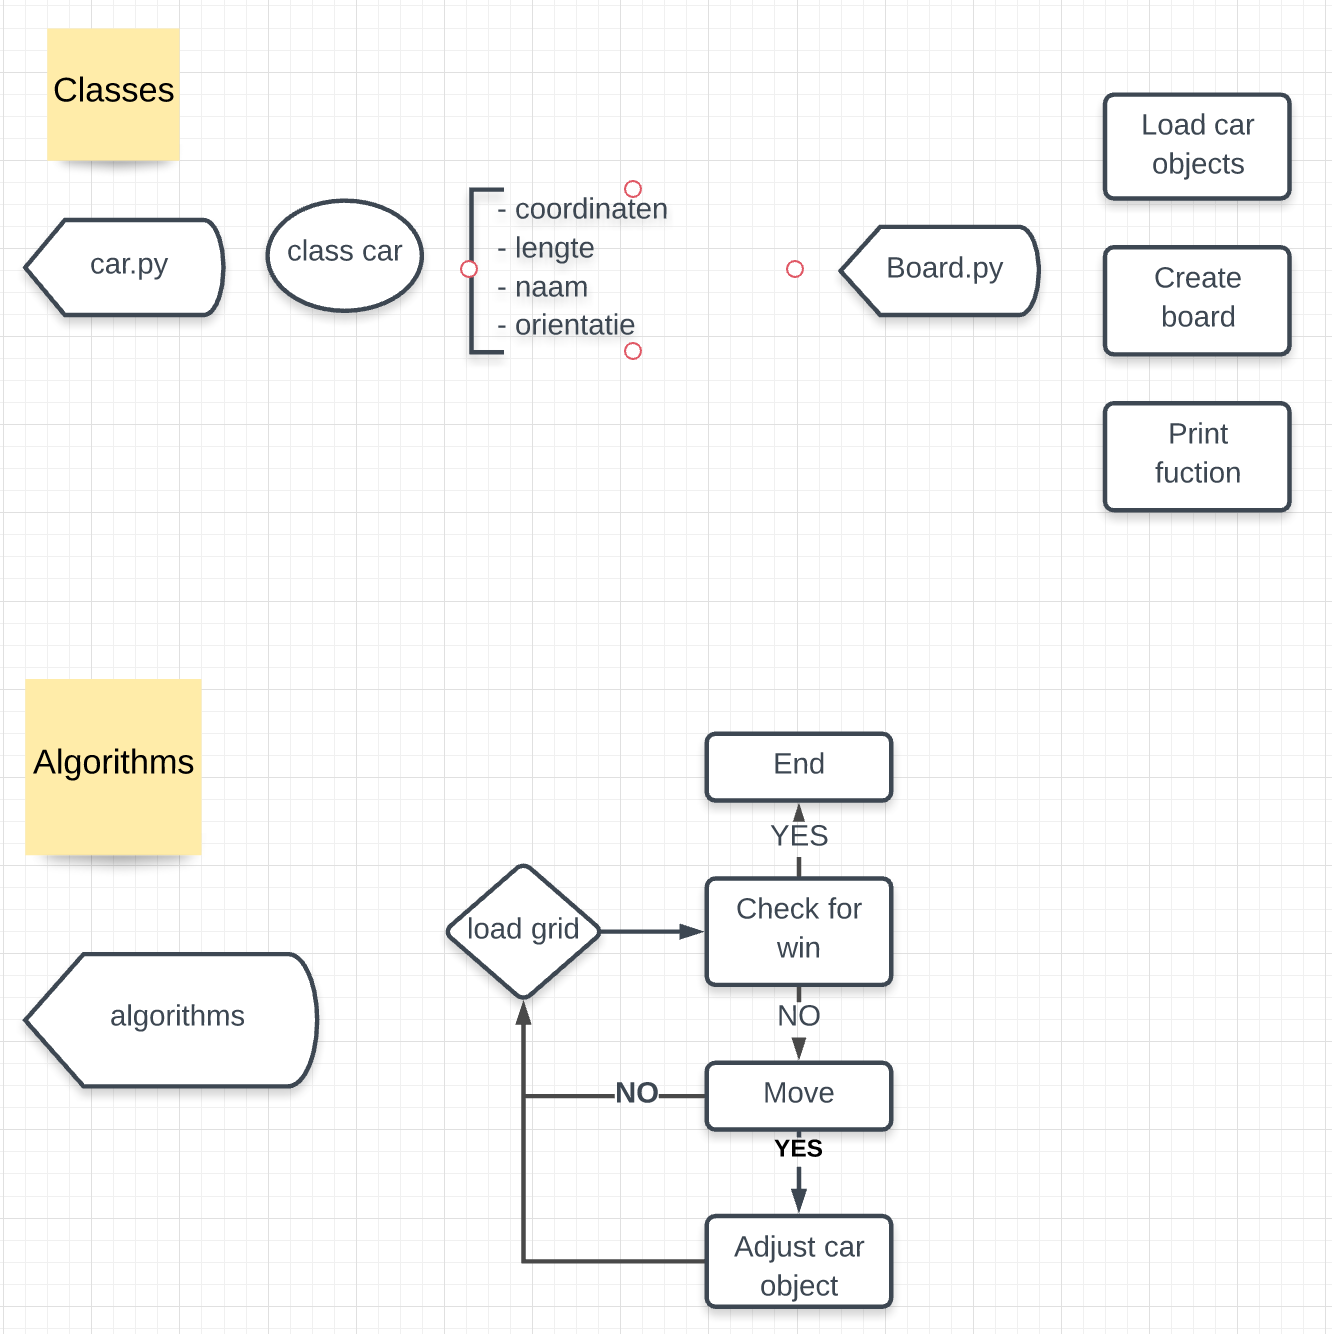 Classes
car.py
class car
- coordinaten
- lengte
- naam
- orientatie
Board.py
Load car
objects
Create
board
Print
fuction
Algorithms
algorithms
load grid
End
YES
Check for
win
NO
Move
NO
YES
Adjust car
object